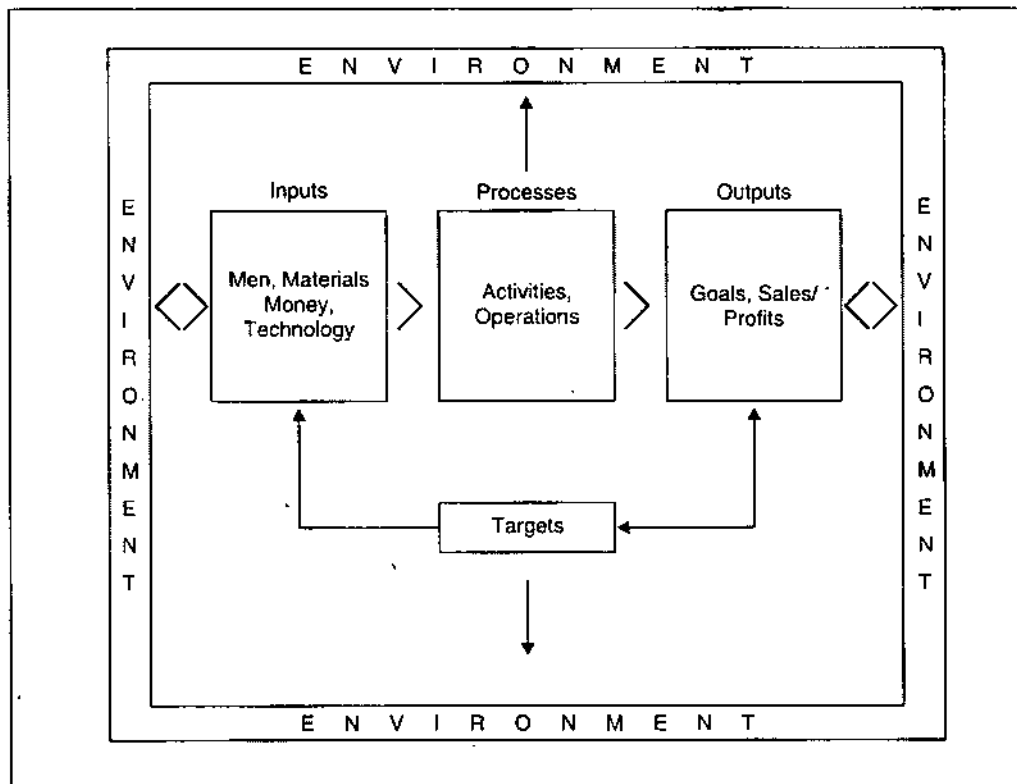 E N V I R O N M E N T
Inputs
Processes
Outputs
E N V I R O N M E N T
Men, Materials
Money,
Technology
Activities,
Operations
Goals, Sales/
Profits
E N V I R O N M E N T
Targets
E N V I R O N M E N T